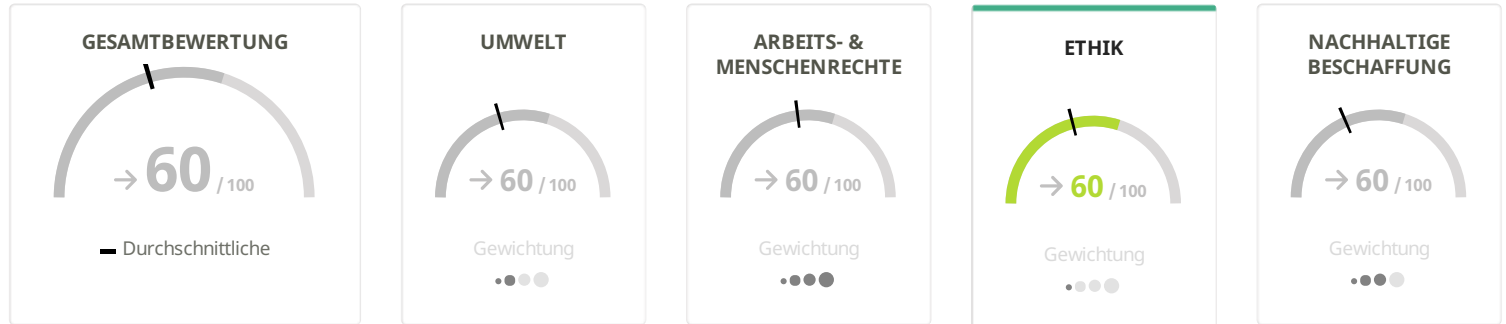 GESAMTBEWERTUNG
→ 60 / 100
Durchschnittliche
UMWELT
→ 60 / 100
Gewichtung
ARBEITS- &
MENSCHENRECHTE
→ 60 / 100
Gewichtung
ETHIK
→ 60 / 100
Gewichtung
NACHHALTIGE
BESCHAFFUNG
→ 60 / 100
Gewichtung